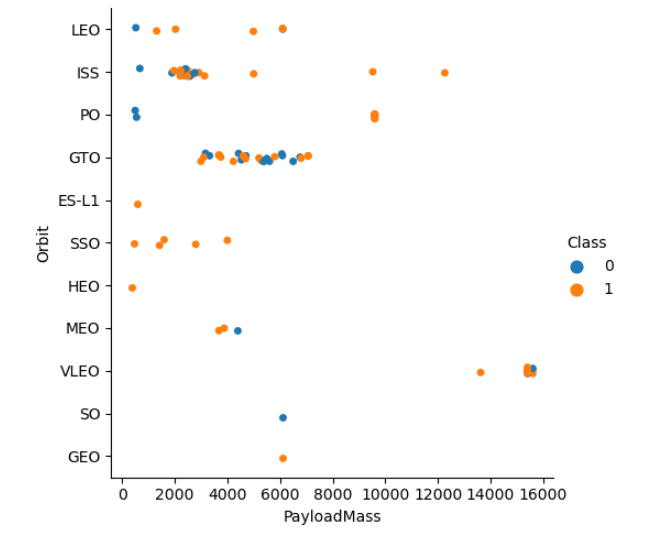 LEO
ISS
PO
GTO
ES-L1
SSO
HEO
MEO
VLEO
SO
GEO
Orbit
Class
0
1
0 2000 4000 6000 8000 10000 12000 14000 16000
PayloadMass